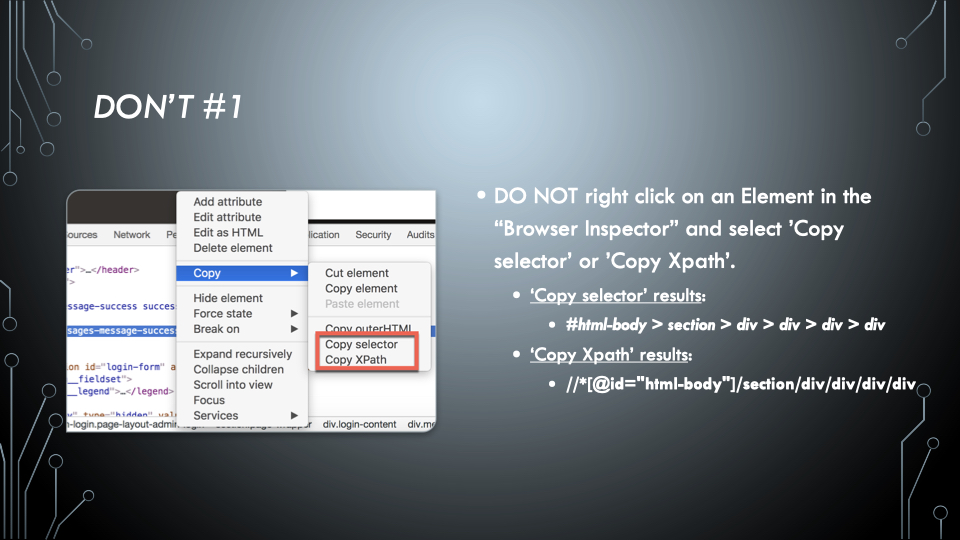 DON'T #1
Add attribute
Edit attribute
Edit as HTML
Delete element
Copy ▶
Hide element
Force state ▶
Break on ▶
Expand recursively
Collapse children
Scroll into view
Focus
Services ▶
Cut element
Copy element
Paste element
Copy outerHTML
Copy selector
Copy XPath
ources Network Pe
lication Security Audits
er">…</header>
">
ssage-success succes
sages-message-success
on id="login-form" a
__fieldset">
__legend">…</legend>
y" type="hidden" val
n-login.page-layout-admin-login
section.page-wrapper div.login-content div.me
• DO NOT right click on an Element in the
“Browser Inspector” and select ’Copy
selector’ or ’Copy Xpath’.
• ‘Copy selector’ results:
• #html-body > section > div > div > div > div
• ‘Copy Xpath’ results:
• //*[@id="html-body"]/section/div/div/div/div